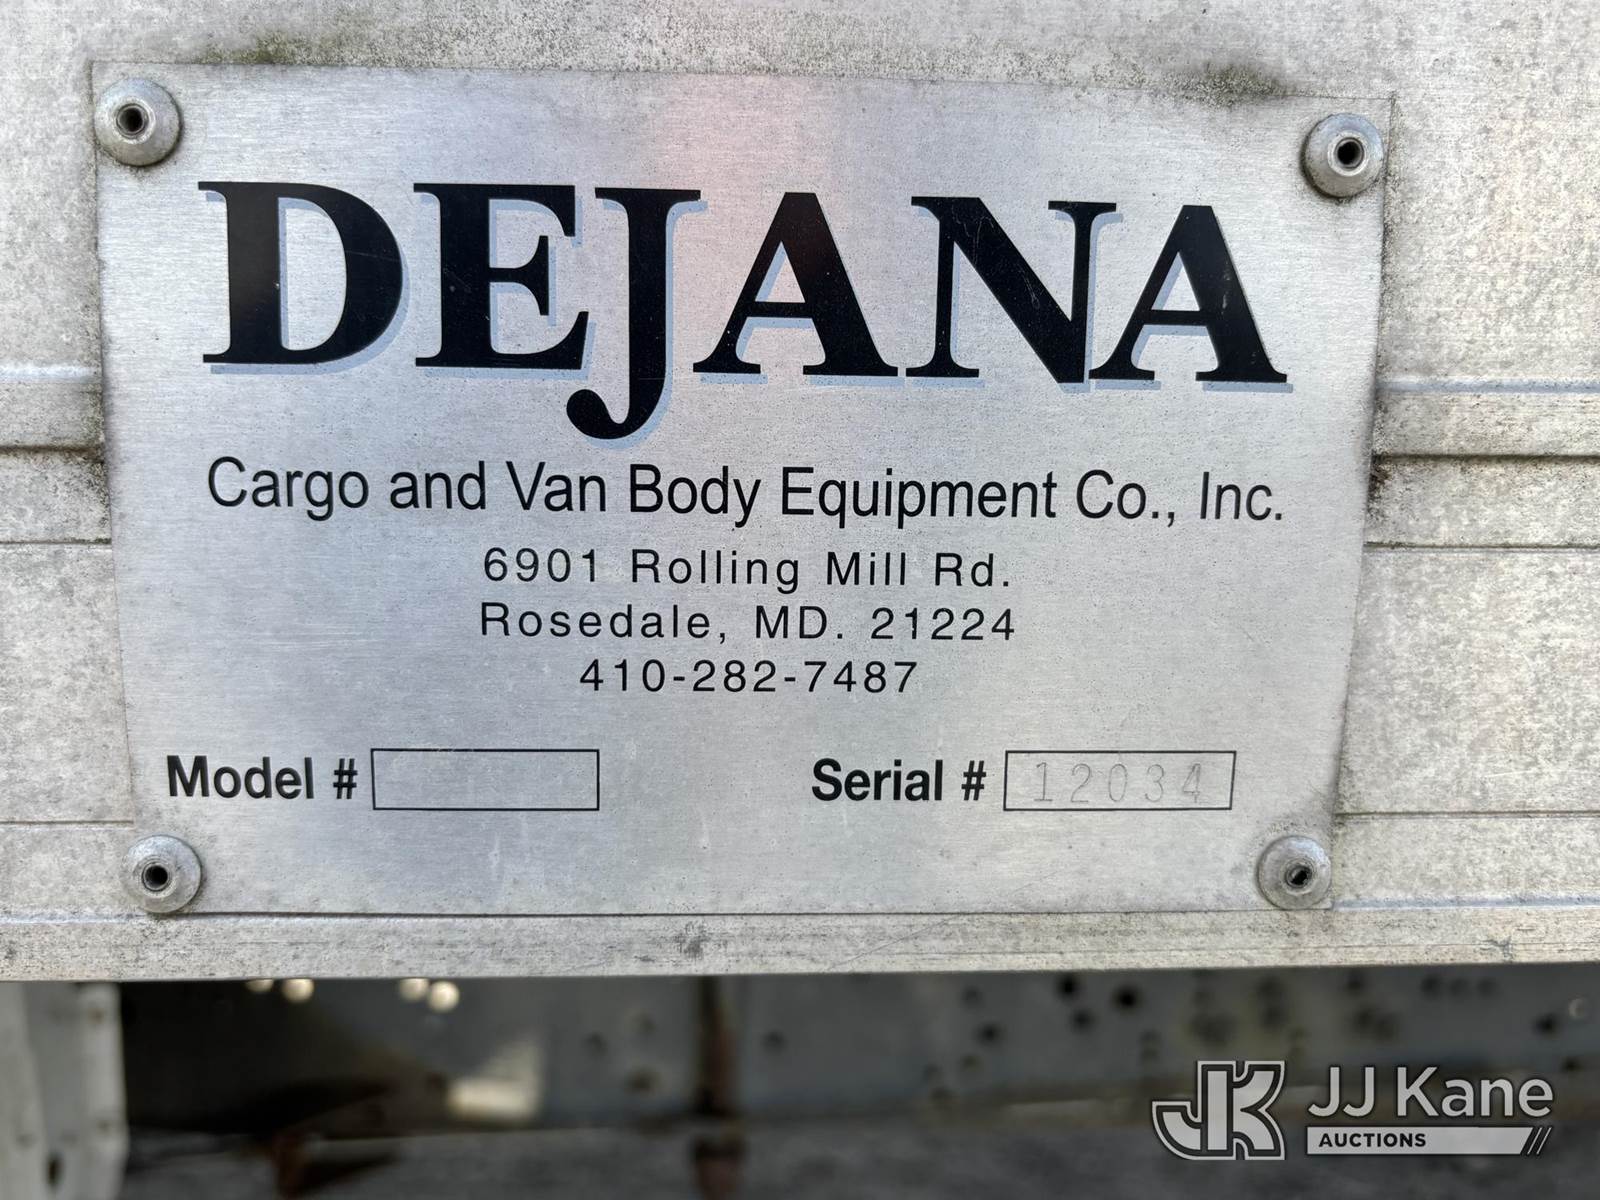 DEJANA
Cargo and Van Body Equipment Co., Inc.
6901 Rolling Mill Rd.
Rosedale, MD. 21224
410-282-7487
Model #
Serial # 12034
JK JJ Kane
AUCTIONS